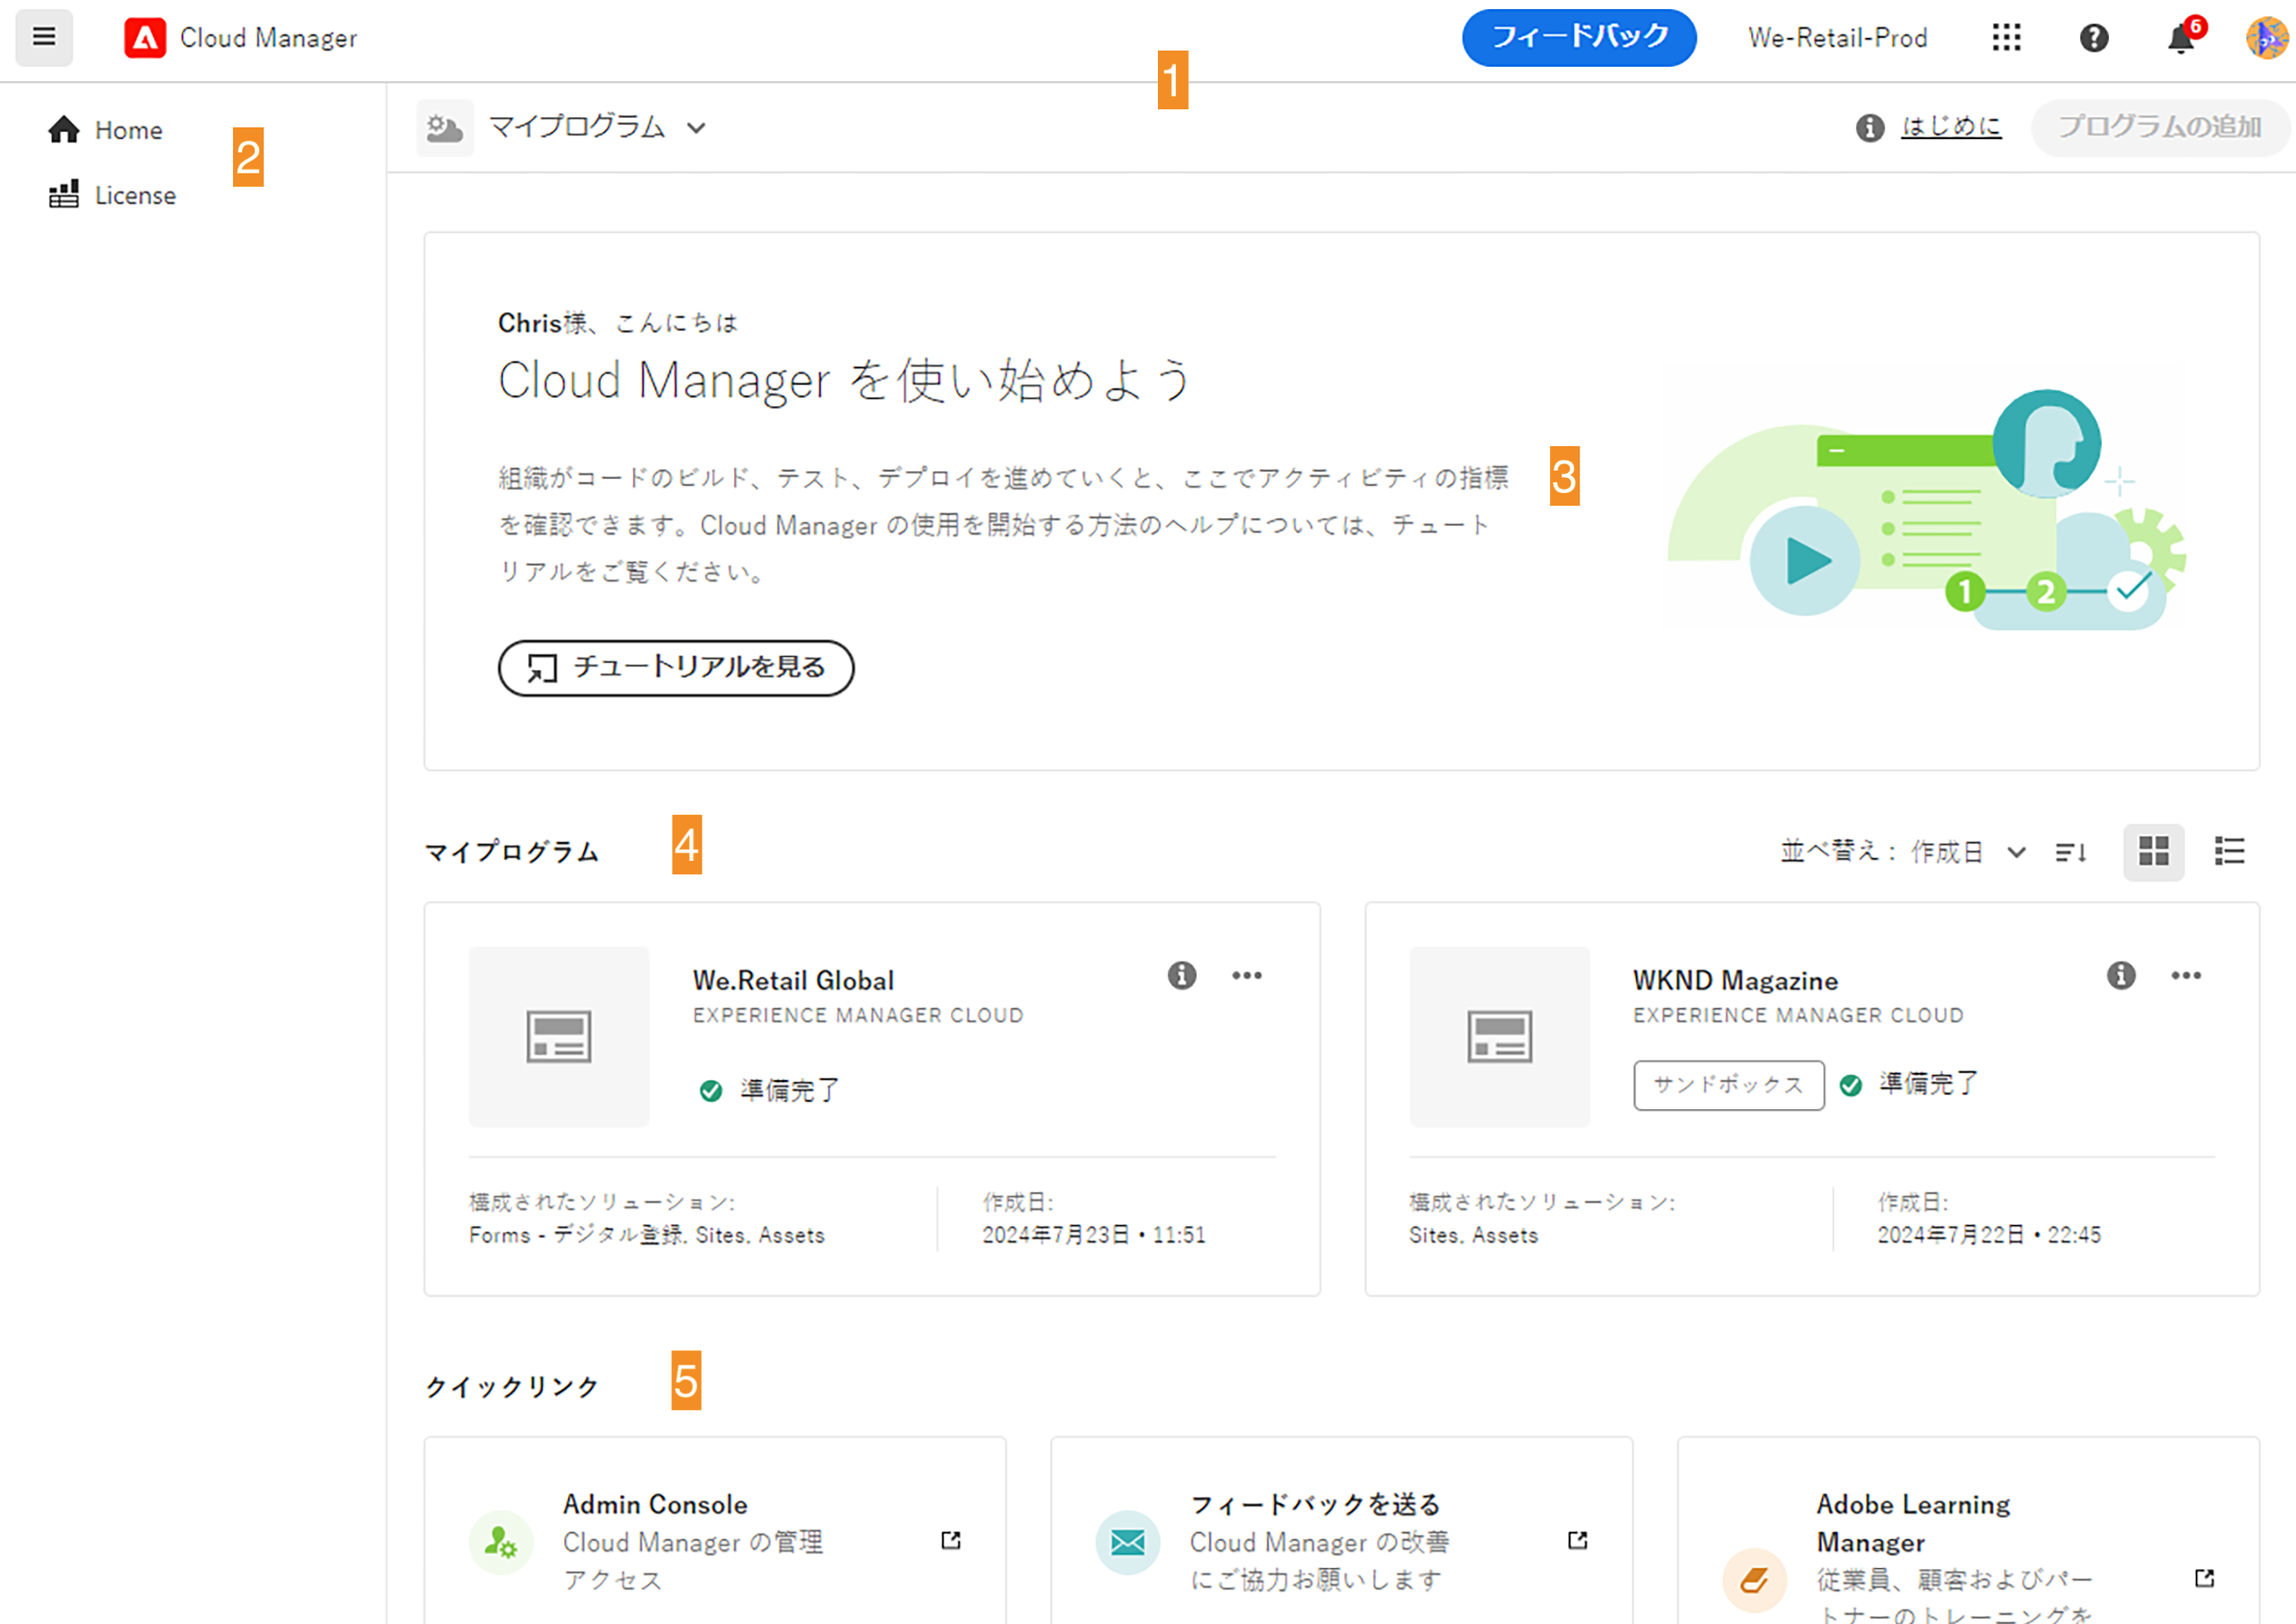 Cloud Manager
フィードバック
We-Retail-Prod
6
1
Home
2
License
マイプログラム
はじめに
プログラムの追加
Chris様、こんにちは
Cloud Manager を使い始めよう
組織がコードのビルド、テスト、デプロイを進めていくと、ここでアクティビティの指標
を確認できます。Cloud Manager の使用を開始する方法のヘルプについては、チュート
リアルをご覧ください。
3
チュートリアルを見る
1 2
マイプログラム
4
並べ替え： 作成日
We.Retail Global
EXPERIENCE MANAGER CLOUD
準備完了
構成されたソリューション:
Forms - デジタル登録, Sites, Assets
作成日:
2024年7月23日・11:51
WKND Magazine
EXPERIENCE MANAGER CLOUD
サンドボックス
準備完了
構成されたソリューション:
Sites, Assets
作成日:
2024年7月22日・22:45
クイックリンク
5
Admin Console
Cloud Manager の管理
アクセス
フィードバックを送る
Cloud Manager の改善
にご協力お願いします
Adobe Learning
Manager
従業員、顧客およびパー
トナーのトレーニングを